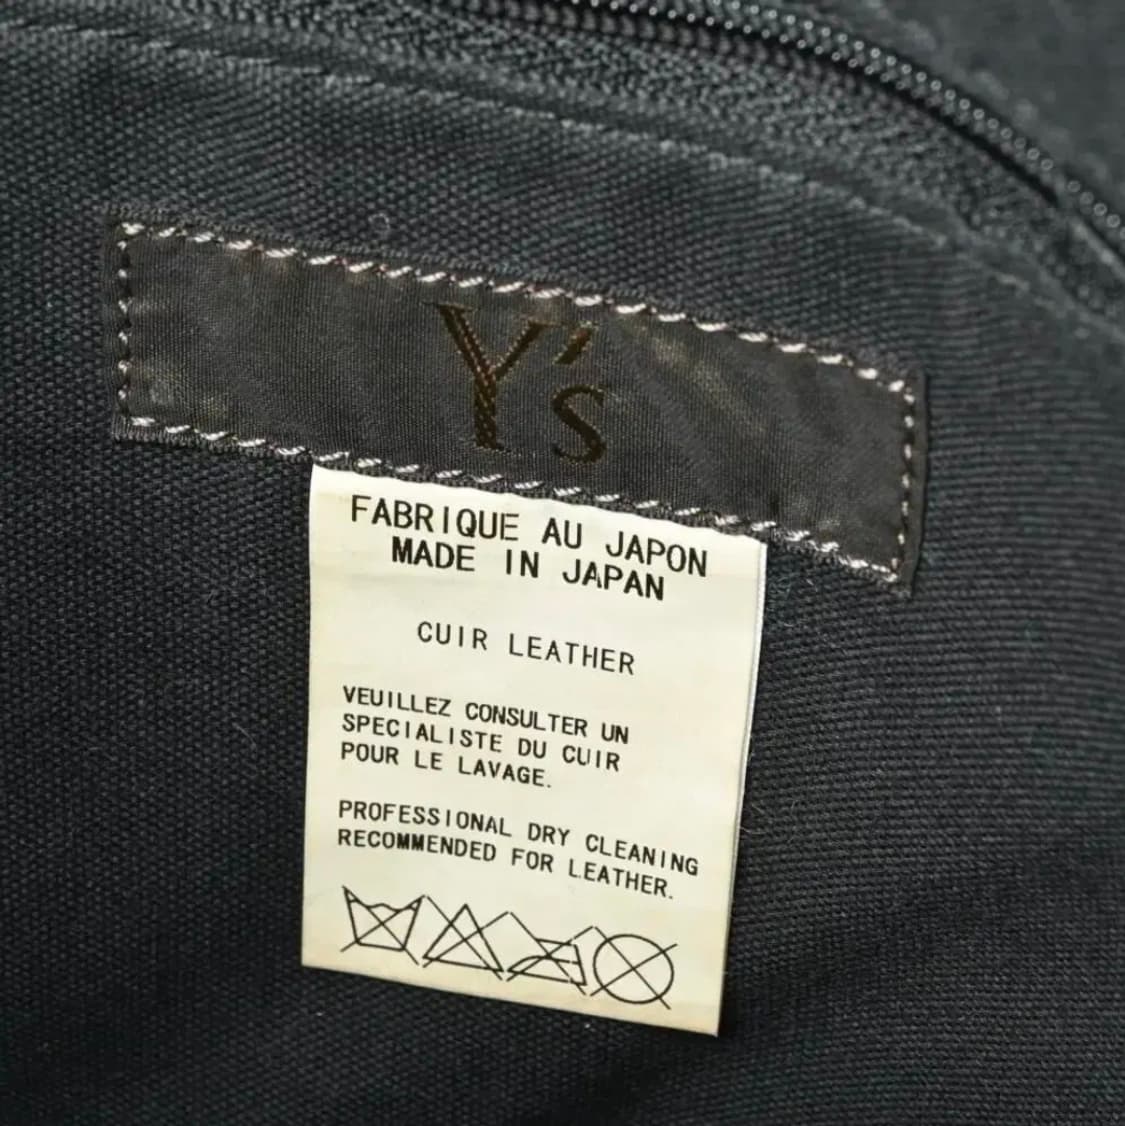 Y's
FABRIQUE AU JAPON
MADE IN JAPAN
CUIR LEATHER
VEUILLEZ CONSULTER UN
SPECIALISTE DU CUIR
POUR LE LAVAGE.
PROFESSIONAL DRY CLEANING
RECOMMENDED FOR LEATHER.